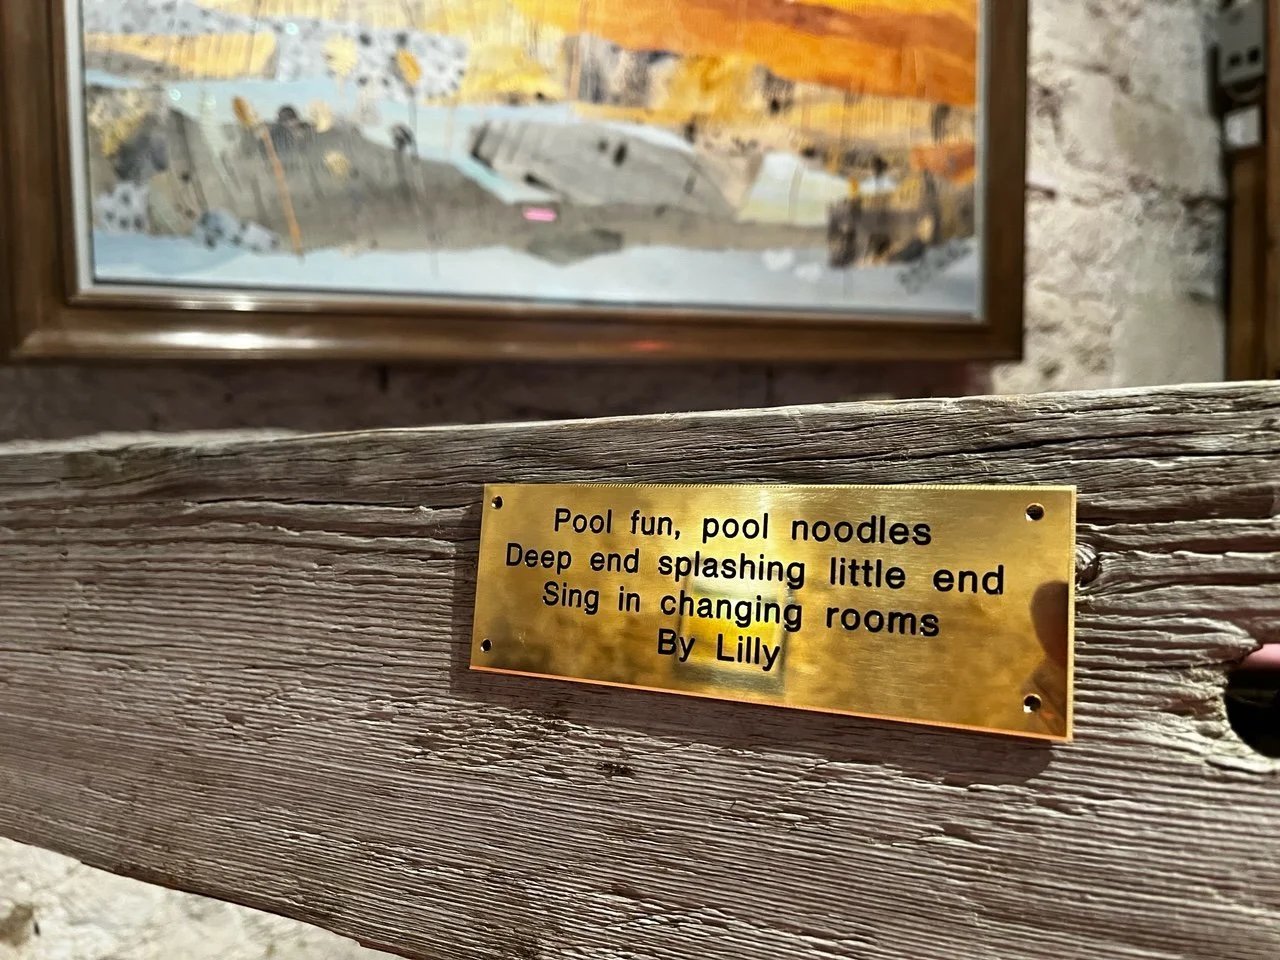 Pool fun, pool noodles
Deep end splashing little end
Sing in changing rooms
By Lilly